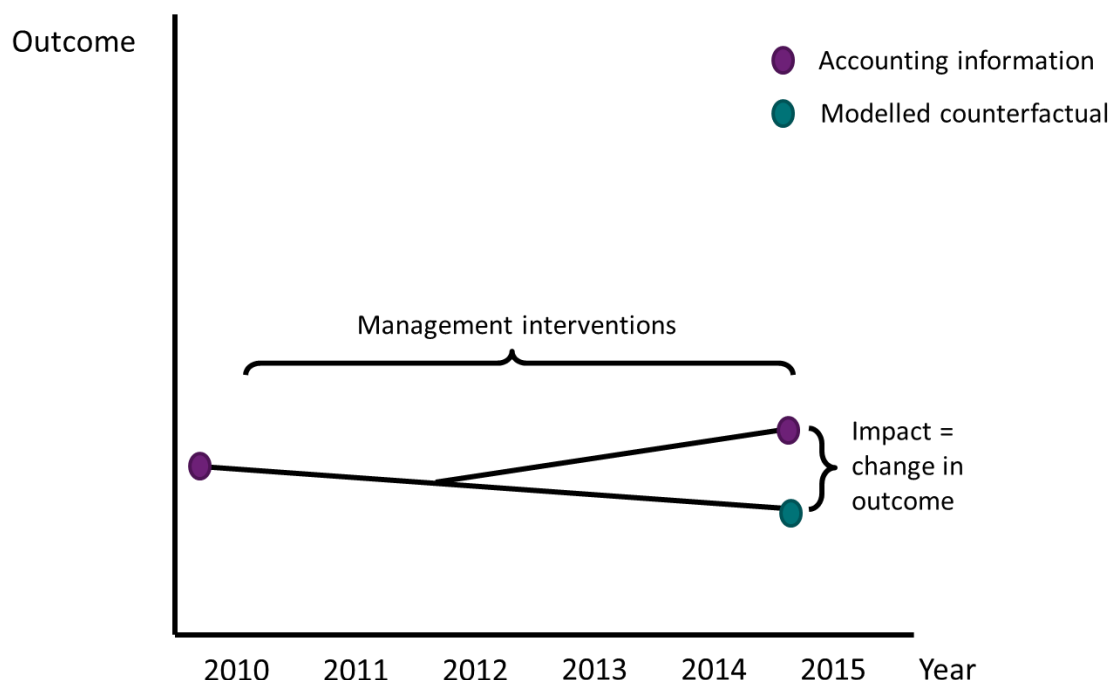 Outcome
Accounting information
Modelled counterfactual
Management interventions
Impact =
change in
outcome
2010 2011 2012 2013 2014 2015 Year